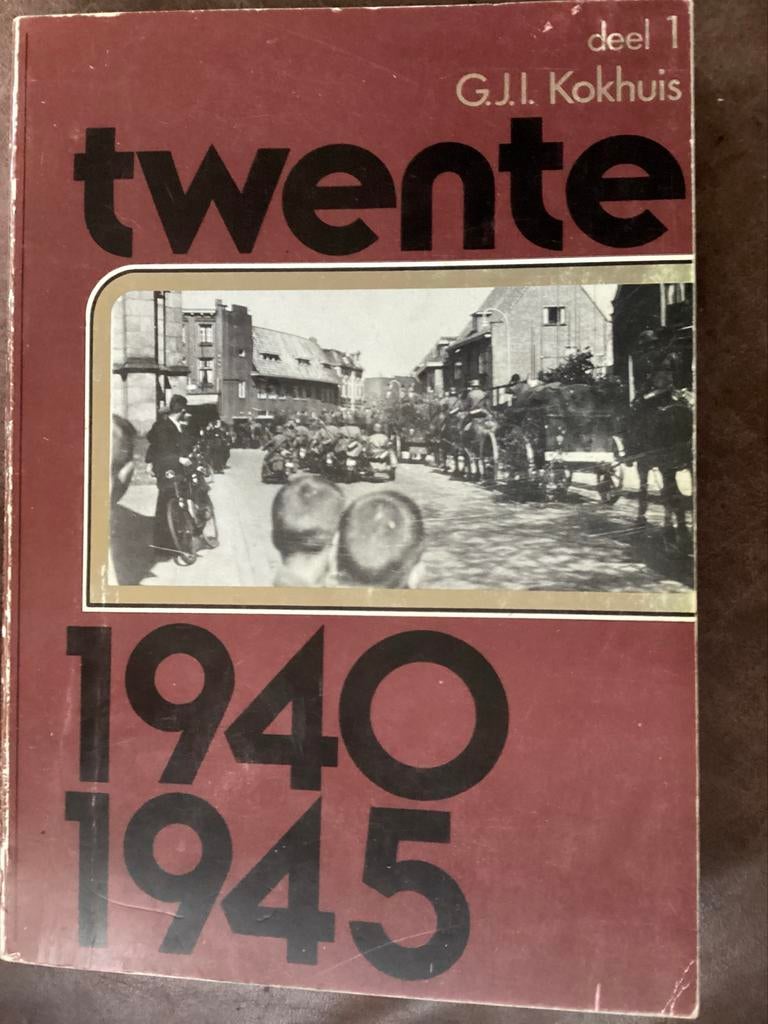 deel 1
G.J.I. Kokhuis
twente
1940
1945